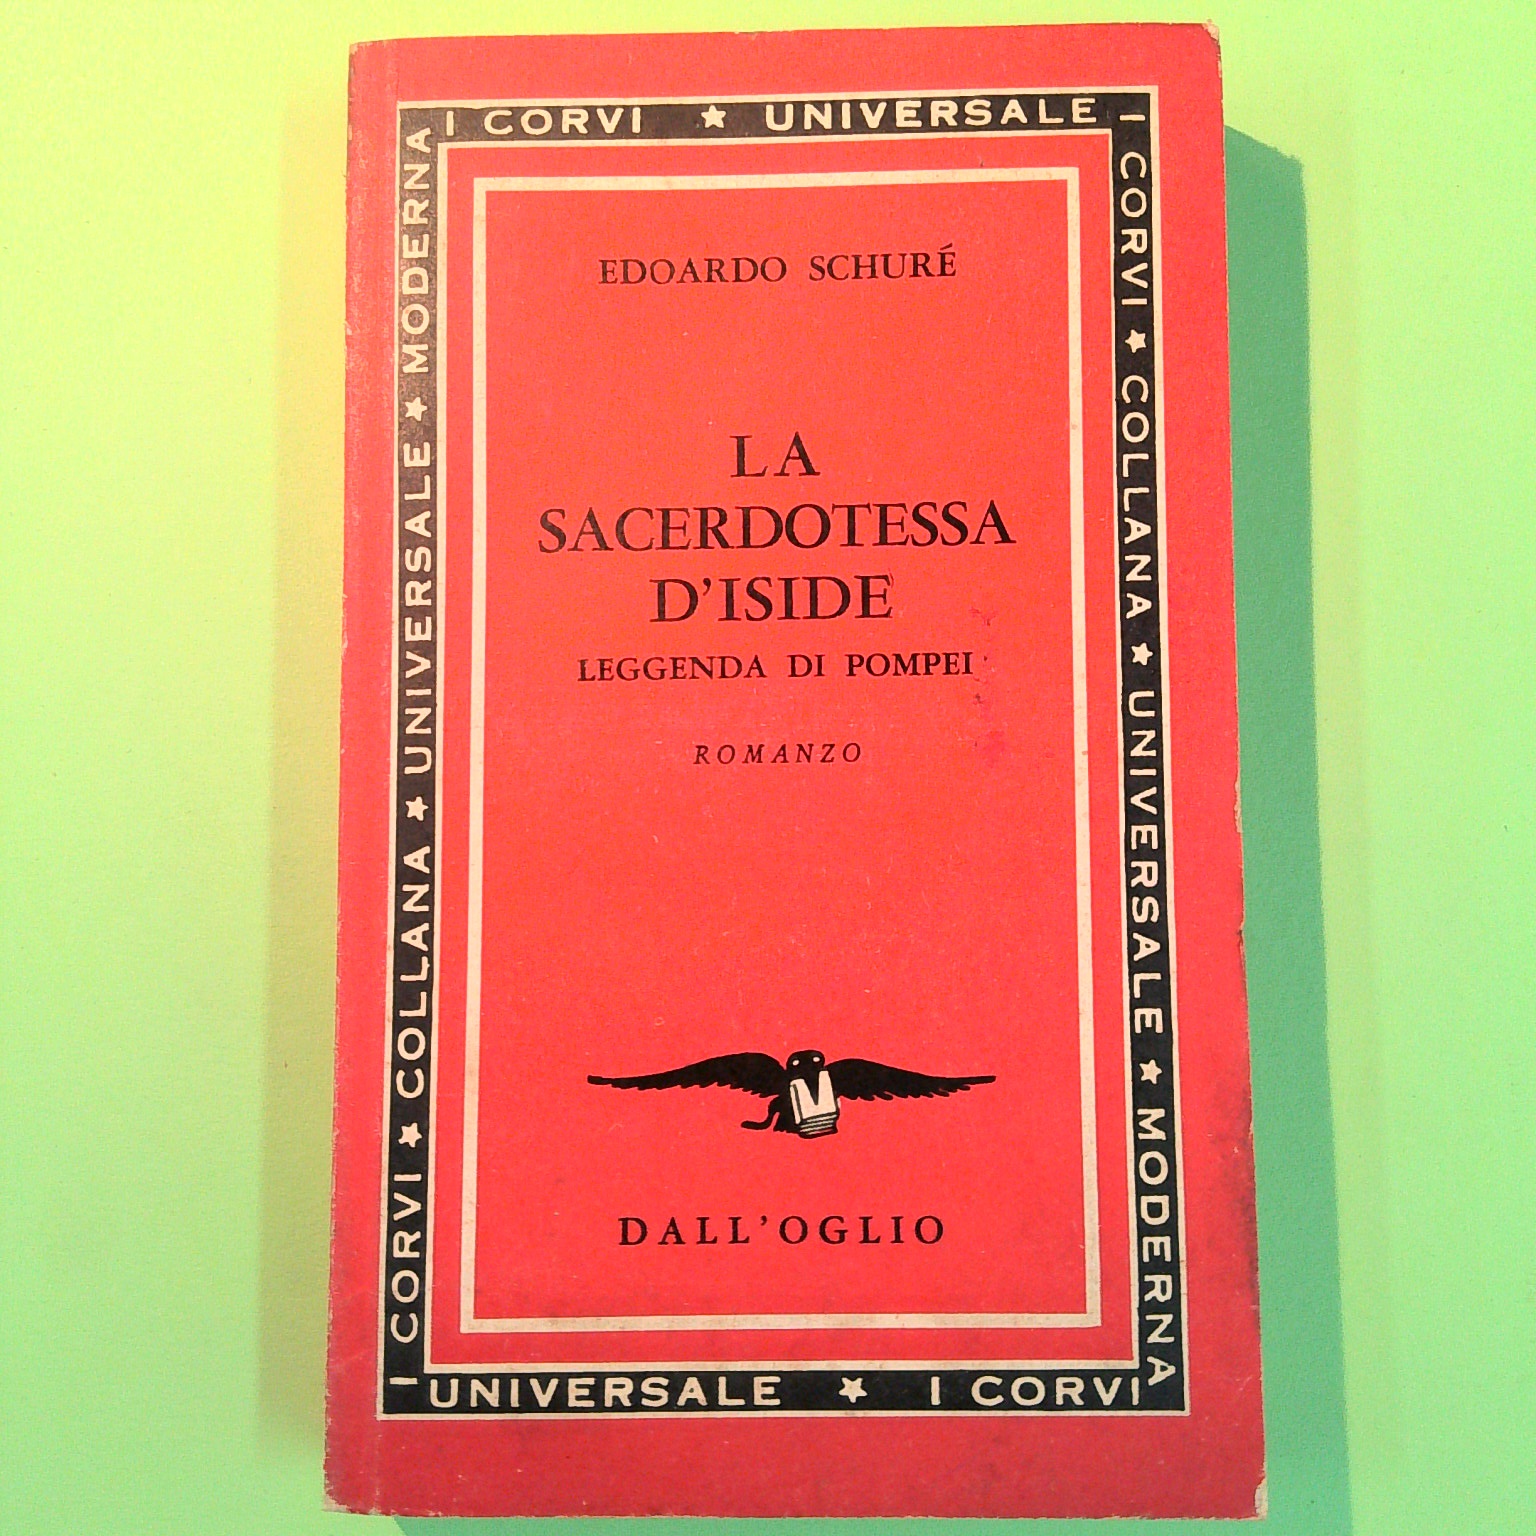 I CORVI ★ UNIVERSALE
I CORVI ★ COLLANA ★ UNIVERSALE ★ MODERNA
EDOARDO SCHURÉ
LA
SACERDOTESSA
D'ISIDE
LEGGENDA DI POMPEI
ROMANZO
DALL'OGLIO
I CORVI ★ COLLANA ★ UNIVERSALE ★ MODERNA
UNIVERSALE ★ I CORVI